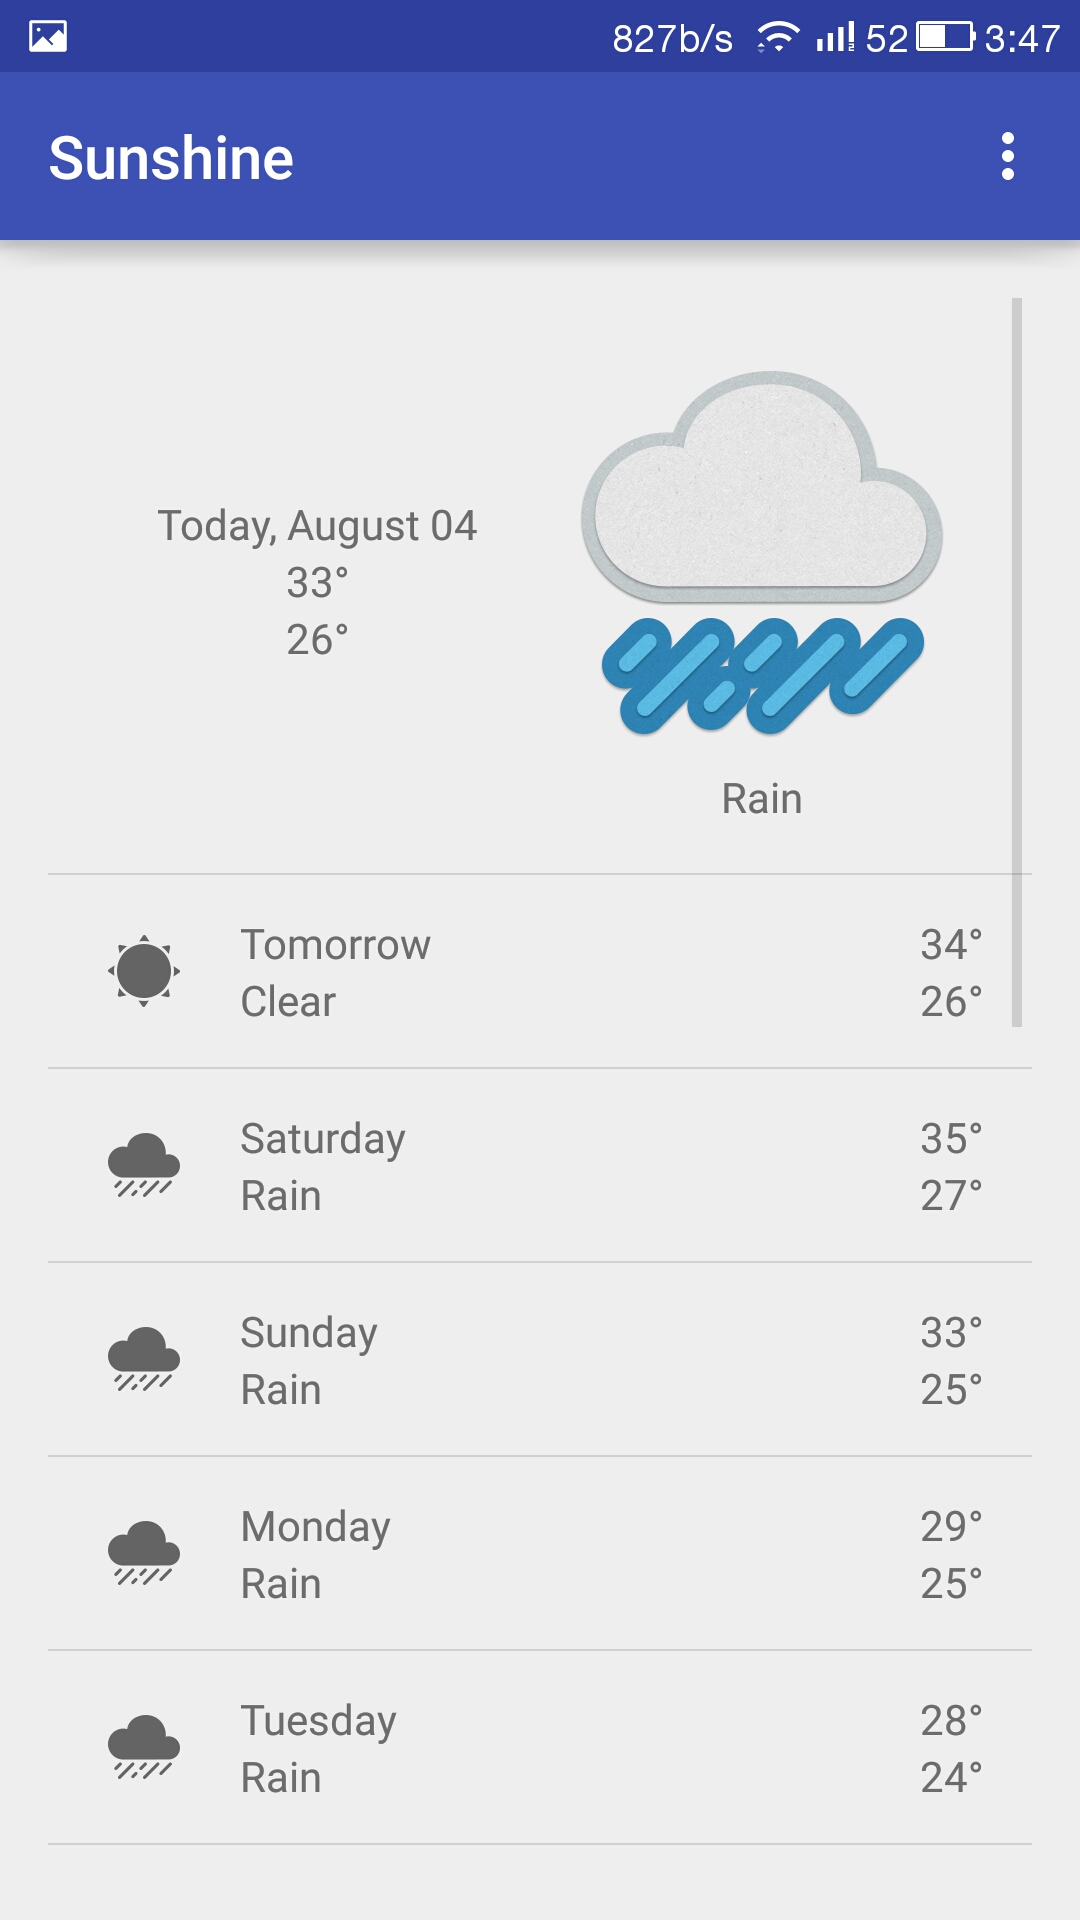 827b/s 52 3:47
Sunshine
Today, August 04
33°
26°
Rain
Tomorrow 34°
Clear 26°
Saturday 35°
Rain 27°
Sunday 33°
Rain 25°
Monday 29°
Rain 25°
Tuesday 28°
Rain 24°